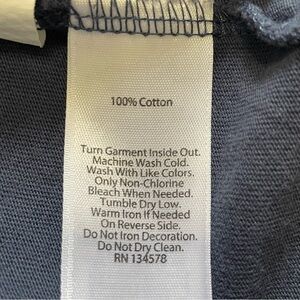 100% Cotton
Turn Garment Inside Out.
Machine Wash Cold.
Wash With Like Colors.
Only Non-Chlorine
Bleach When Needed.
Tumble Dry Low.
Warm Iron If Needed
On Reverse Side.
Do Not Iron Decoration.
Do Not Dry Clean.
RN 134578